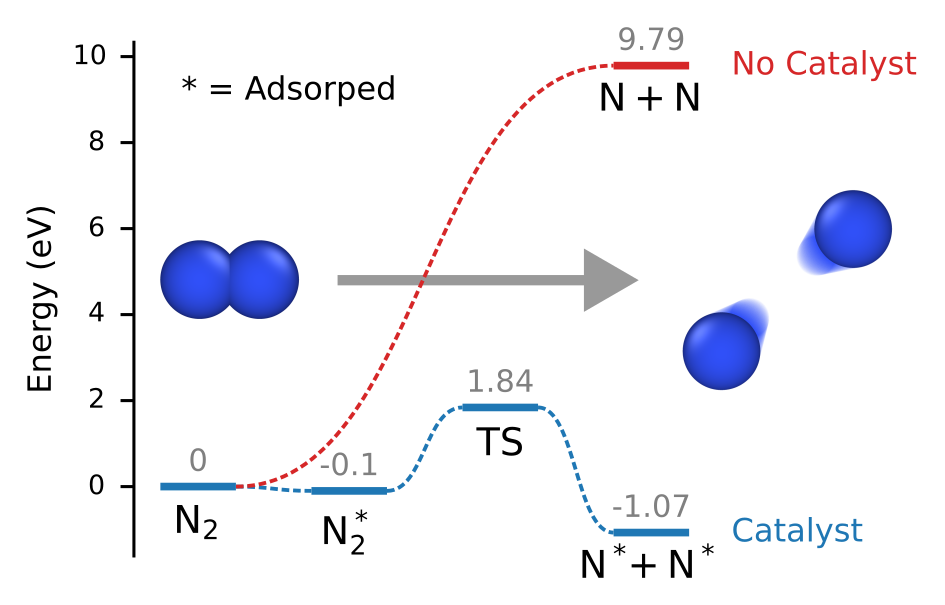 Energy (eV)
10
8
6
4
2
0
* = Adsorped
9.79
N + N
No Catalyst
0
N₂
-0.1
N₂*
1.84
TS
-1.07
N* + N*
Catalyst